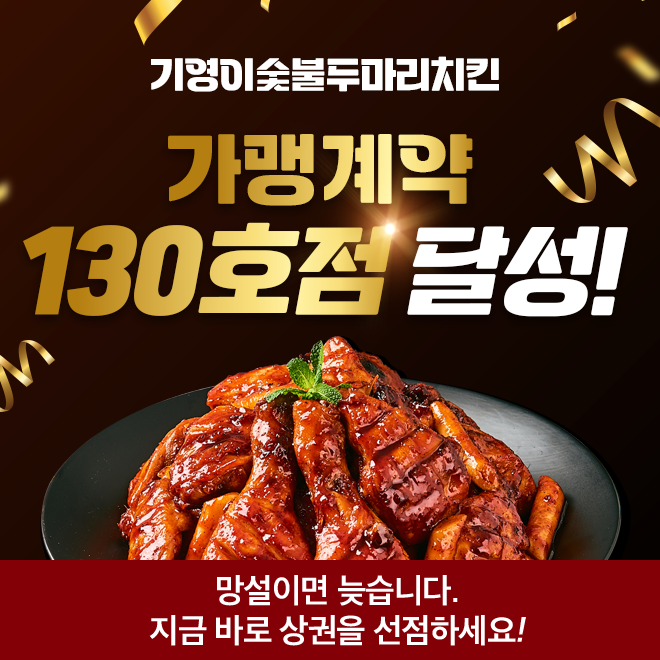 기영이숯불두마리치킨
가맹계약
130호점 달성!
망설이면 늦습니다.
지금 바로 상권을 선점하세요!